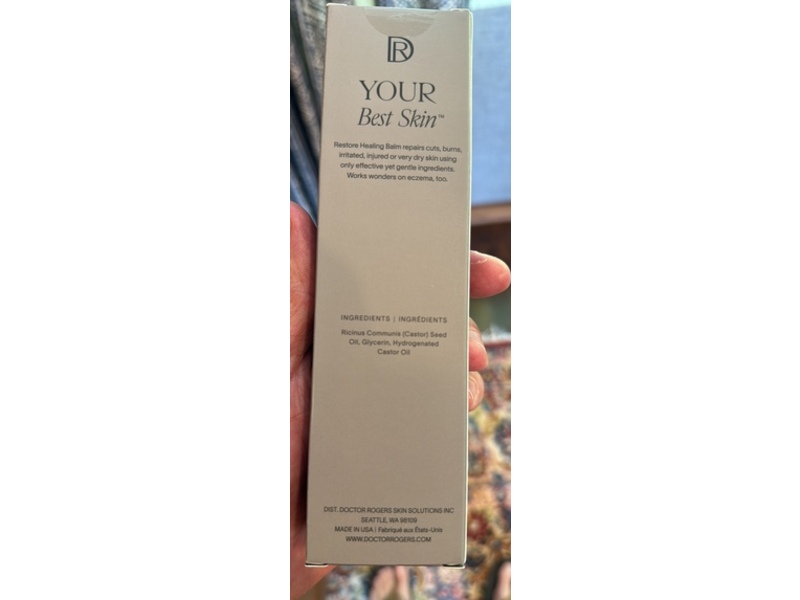 DR
YOUR
Best Skin™
Restore Healing Balm repairs cuts, burns,
irritated, injured or very dry skin using
only effective yet gentle ingredients.
Works wonders on eczema, too.
INGREDIENTS | INGRÉDIENTS
Ricinus Communis (Castor) Seed
Oil, Glycerin, Hydrogenated
Castor Oil
DIST. DOCTOR ROGERS SKIN SOLUTIONS INC
SEATTLE, WA 98109
MADE IN USA | Fabriqué aux États-Unis
WWW.DOCTORROGERS.COM